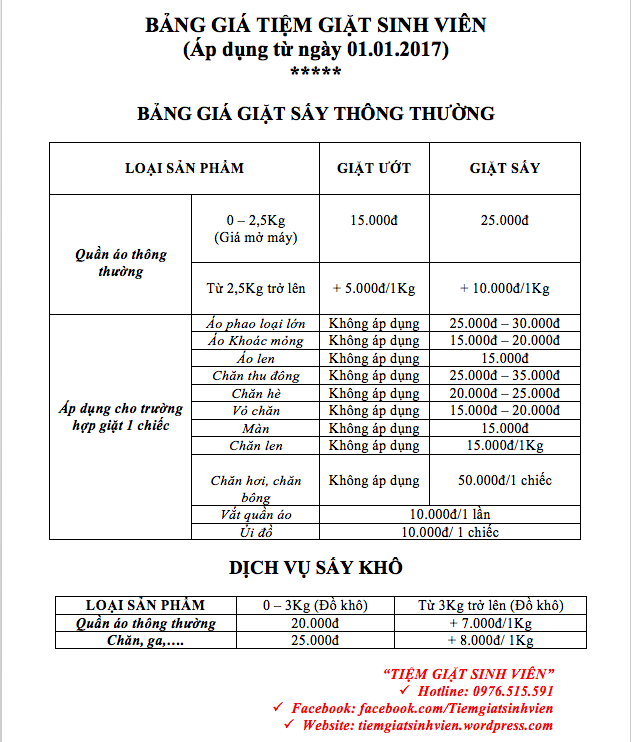 BẢNG GIÁ TIỆM GIẶT SINH VIÊN
(Áp dụng từ ngày 01.01.2017)
*****
BẢNG GIÁ GIẶT SẤY THÔNG THƯỜNG
LOẠI SẢN PHẨM GIẶT ƯỚT GIẶT SẤY
Quần áo thông thường
0 – 2,5Kg (Giá mở máy) 15.000đ 25.000đ
Từ 2,5Kg trở lên + 5.000đ/1Kg + 10.000đ/1Kg
Áp dụng cho trường hợp giặt 1 chiếc
Áo phao loại lớn Không áp dụng 25.000đ – 30.000đ
Áo Khoác mỏng Không áp dụng 15.000đ – 20.000đ
Áo len Không áp dụng 15.000đ
Chăn thu đông Không áp dụng 25.000đ – 35.000đ
Chăn hè Không áp dụng 20.000đ – 25.000đ
Vỏ chăn Không áp dụng 15.000đ – 20.000đ
Màn Không áp dụng 15.000đ
Chăn len Không áp dụng 15.000đ/1Kg
Chăn hơi, chăn bông Không áp dụng 50.000đ/1 chiếc
Vắt quần áo 10.000đ/1 lần
Ủi đồ 10.000đ/ 1 chiếc
DỊCH VỤ SẤY KHÔ
LOẠI SẢN PHẨM 0 – 3Kg (Đồ khô) Từ 3Kg trở lên (Đồ khô)
Quần áo thông thường 20.000đ + 7.000đ/1Kg
Chăn, ga,…. 25.000đ + 8.000đ/ 1Kg
“TIỆM GIẶT SINH VIÊN”
✓ Hotline: 0976.515.591
✓ Facebook: facebook.com/Tiemgiatsinhvien
✓ Website: tiemgiatsinhvien.wordpress.com